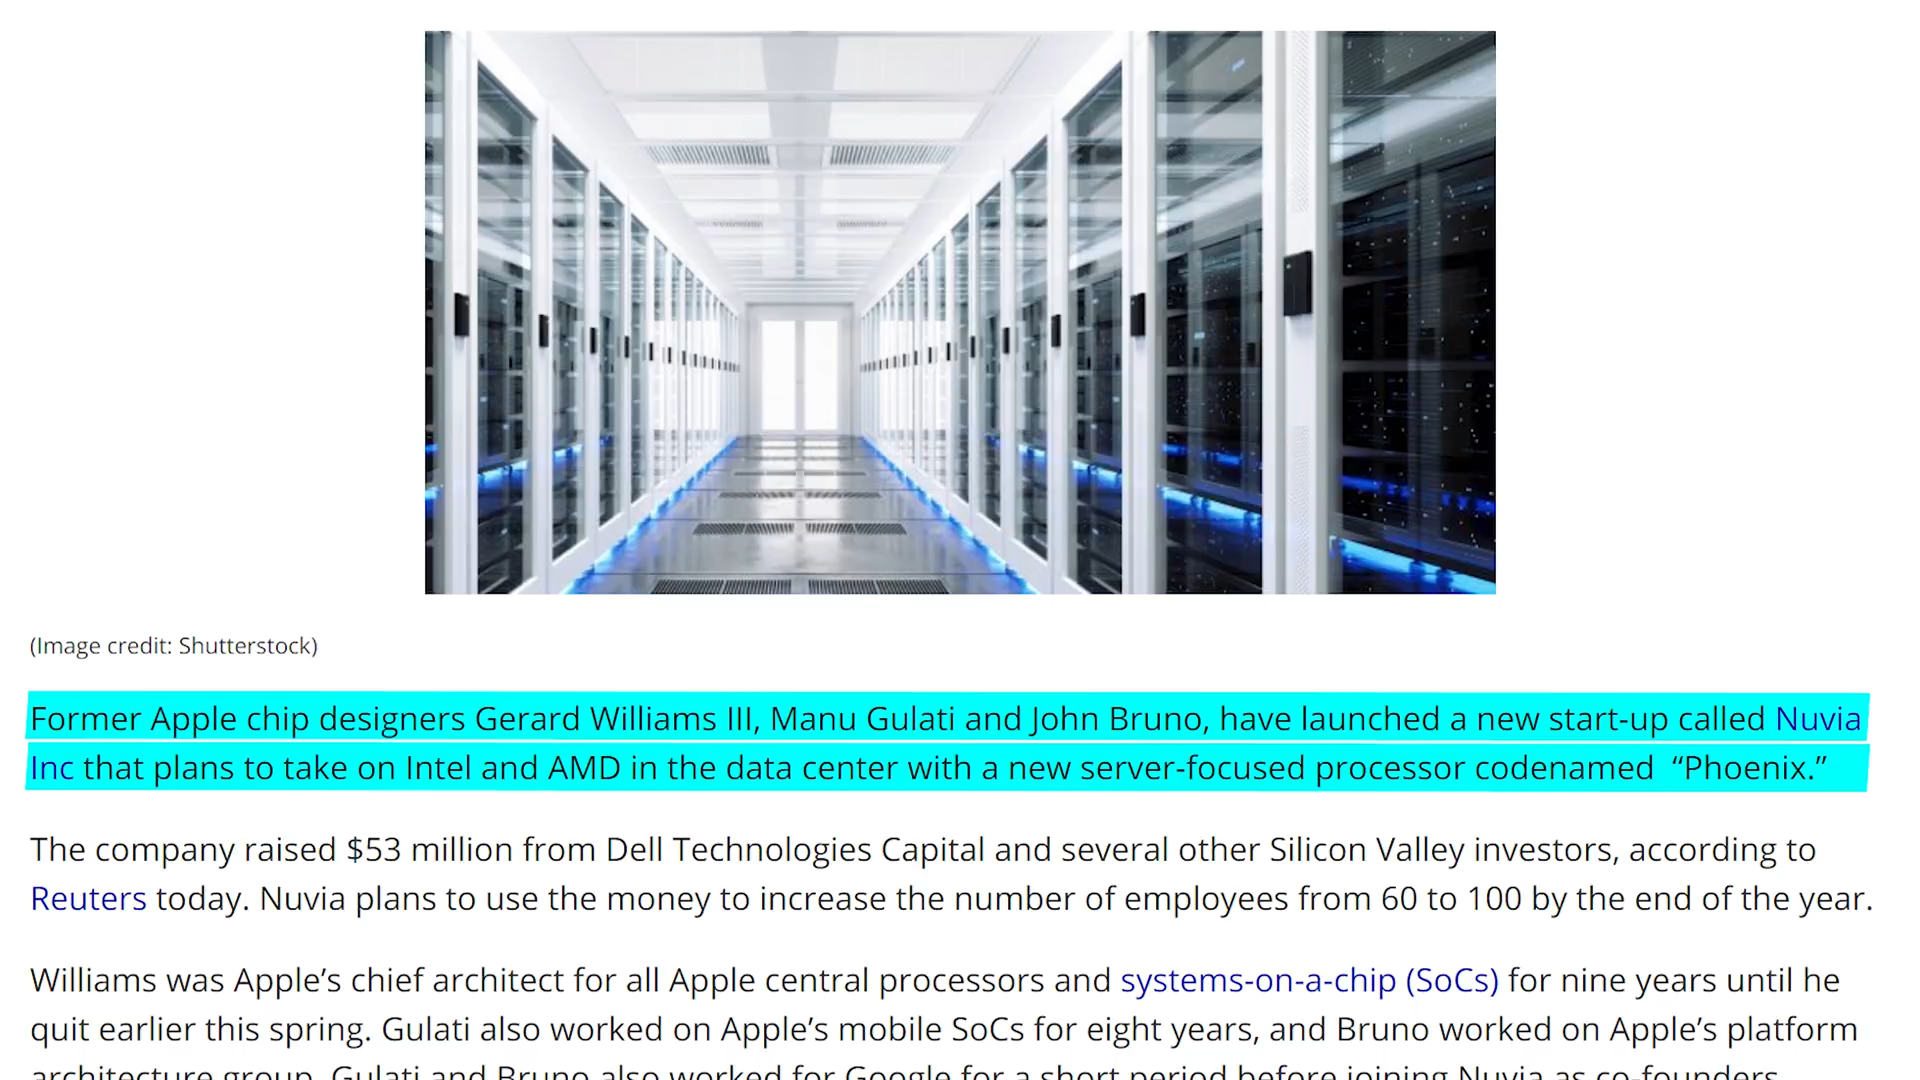 (Image credit: Shutterstock)
Former Apple chip designers Gerard Williams III, Manu Gulati and John Bruno, have launched a new start-up called Nuvia
Inc that plans to take on Intel and AMD in the data center with a new server-focused processor codenamed “Phoenix.”
The company raised $53 million from Dell Technologies Capital and several other Silicon Valley investors, according to
Reuters today. Nuvia plans to use the money to increase the number of employees from 60 to 100 by the end of the year.
Williams was Apple’s chief architect for all Apple central processors and systems-on-a-chip (SoCs) for nine years until he
quit earlier this spring. Gulati also worked on Apple’s mobile SoCs for eight years, and Bruno worked on Apple’s platform
architecture group. Gulati and Bruno also worked for Google for a short period before joining Nuvia as co-founders.